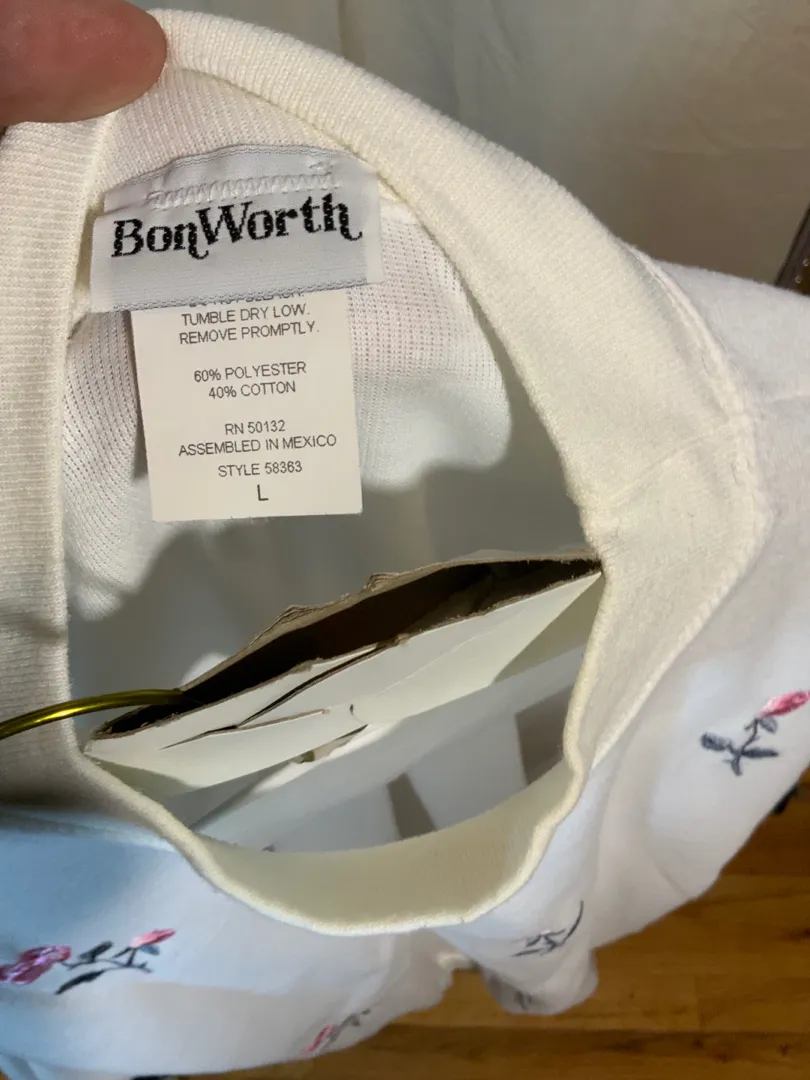 BonWorth
TUMBLE DRY LOW.
REMOVE PROMPTLY.
60% POLYESTER
40% COTTON
RN 50132
ASSEMBLED IN MEXICO
STYLE 58363
L